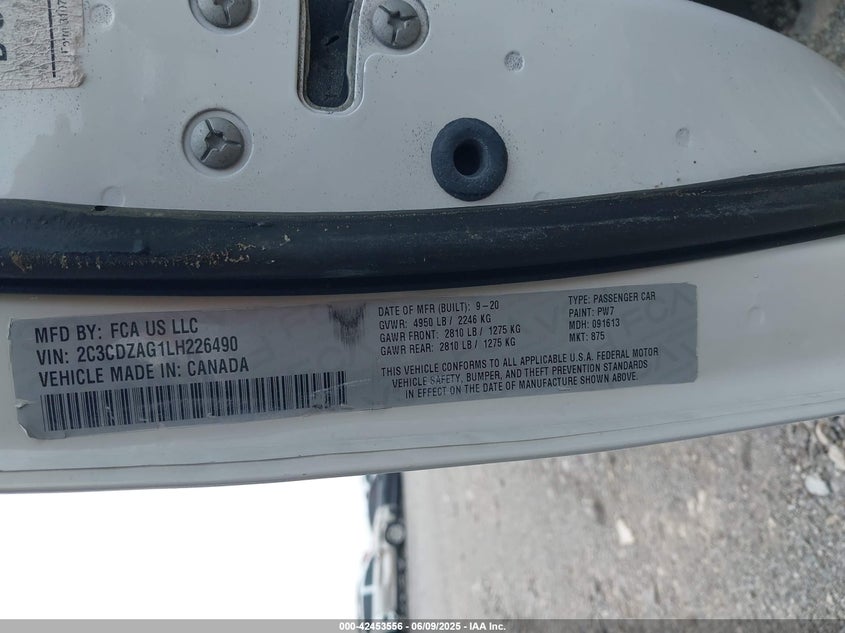 MFD BY: FCA US LLC
VIN: 2C3CDZAG1LH226490
VEHICLE MADE IN: CANADA
DATE OF MFR (BUILT): 9-20
GVWR: 4950 LB / 2246 KG
GAWR FRONT: 2810 LB / 1275 KG
GAWR REAR: 2810 LB / 1275 KG
TYPE: PASSENGER CAR
PAINT: PW7
MDH: 091613
MKT: 875
THIS VEHICLE CONFORMS TO ALL APPLICABLE U.S.A. FEDERAL MOTOR
VEHICLE SAFETY, BUMPER, AND THEFT PREVENTION STANDARDS
IN EFFECT ON THE DATE OF MANUFACTURE SHOWN ABOVE.
000-42453556 - 06/09/2025 - IAA Inc.